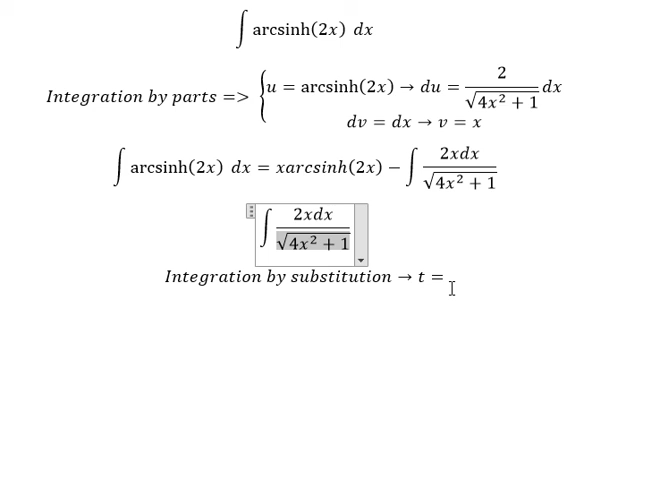 ∫ arcsinh(2x) dx
Integration by parts => { u = arcsinh(2x) → du = 2/√(4x² + 1) dx
dv = dx → v = x
∫ arcsinh(2x) dx = xarcsinh(2x) − ∫ 2xdx/√(4x² + 1)
∫ 2xdx/√(4x² + 1)
Integration by substitution → t =